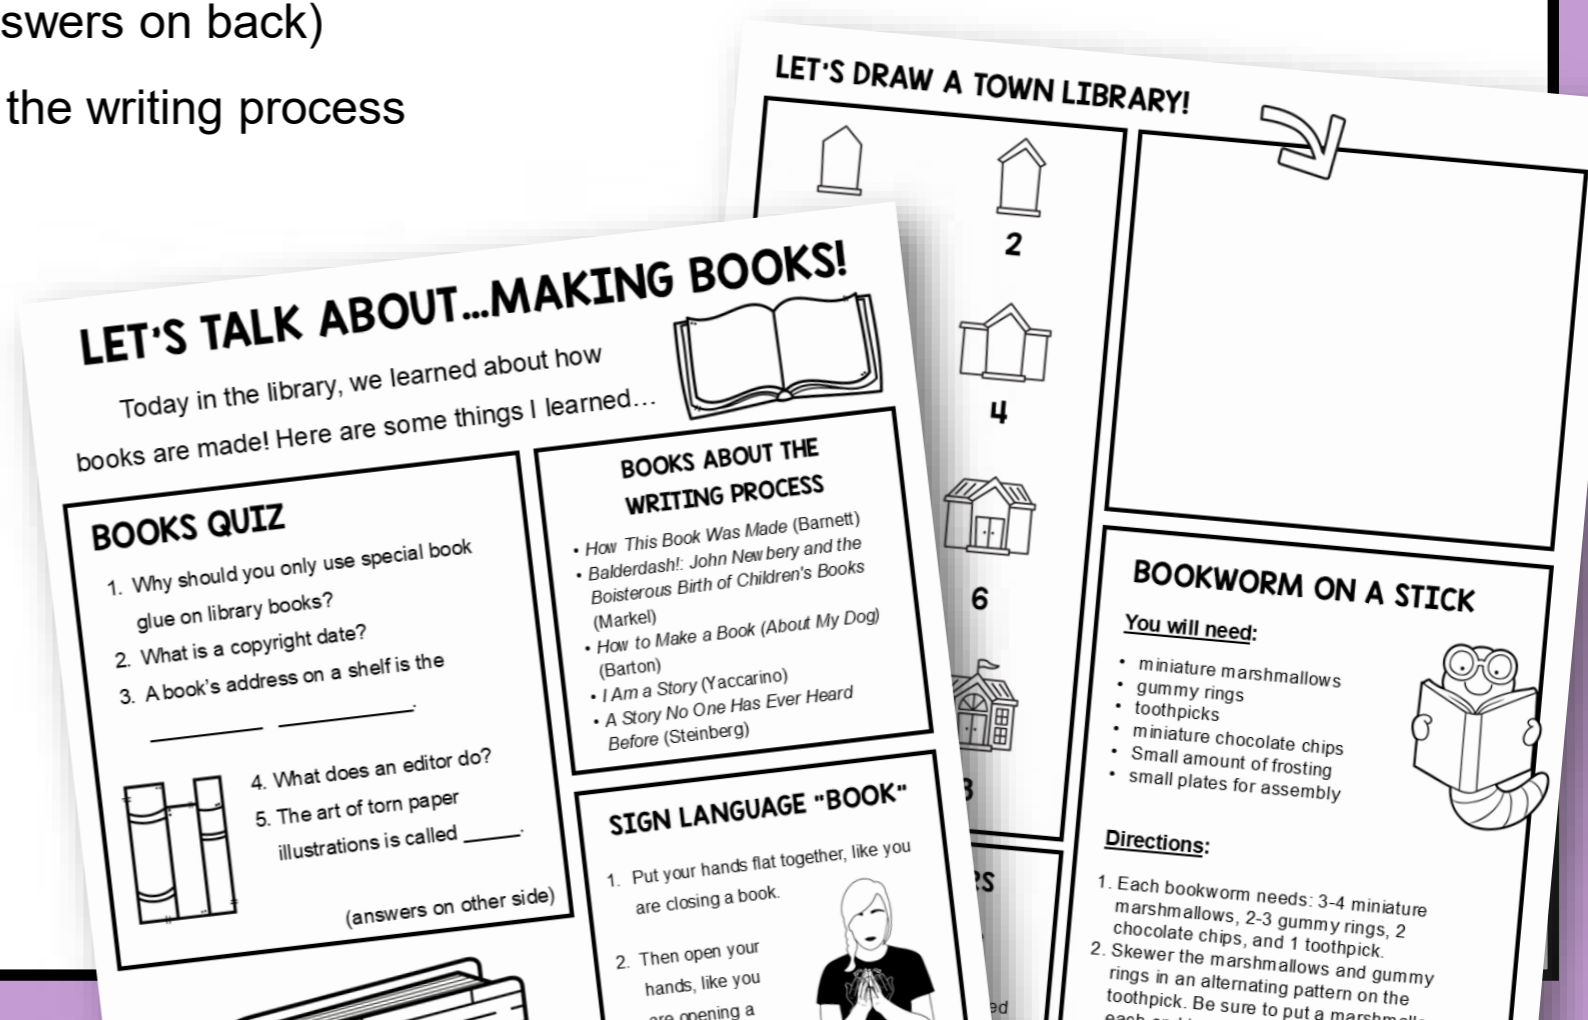 swers on back)
the writing process
LET'S TALK ABOUT...MAKING BOOKS!
Today in the library, we learned about how
books are made! Here are some things I learned...
BOOKS QUIZ
1. Why should you only use special book
glue on library books?
2. What is a copyright date?
3. A book's address on a shelf is the
__________ ____________.
4. What does an editor do?
5. The art of torn paper
illustrations is called _____.
(answers on other side)
BOOKS ABOUT THE
WRITING PROCESS
• How This Book Was Made (Barnett)
• Balderdash!: John Newbery and the
Boisterous Birth of Children's Books
(Markel)
• How to Make a Book (About My Dog)
(Barton)
• I Am a Story (Yaccarino)
• A Story No One Has Ever Heard
Before (Steinberg)
SIGN LANGUAGE "BOOK"
1. Put your hands flat together, like you
are closing a book.
2. Then open your
hands, like you
are opening a
LET'S DRAW A TOWN LIBRARY!
2
4
6
BOOKWORM ON A STICK
You will need:
• miniature marshmallows
• gummy rings
• toothpicks
• miniature chocolate chips
• Small amount of frosting
• small plates for assembly
Directions:
1. Each bookworm needs: 3-4 miniature
marshmallows, 2-3 gummy rings, 2
chocolate chips, and 1 toothpick.
2. Skewer the marshmallows and gummy
rings in an alternating pattern on the
toothpick. Be sure to put a